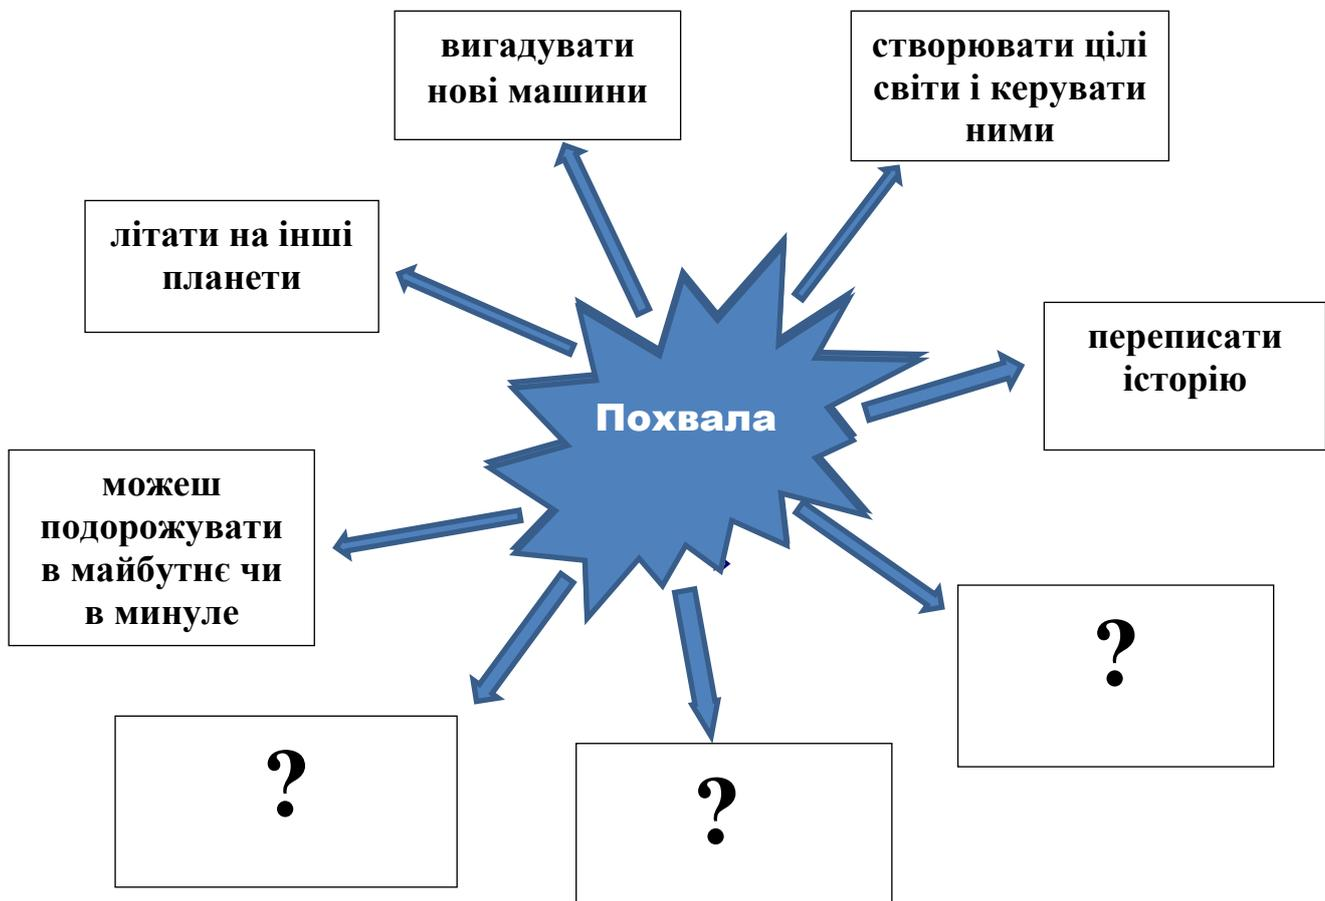 вигадувати
нові машини
створювати цілі
світи і керувати
ними
літати на інші
планети
переписати
історію
Похвала
можеш
подорожувати
в майбутнє чи
в минуле
?
?
?